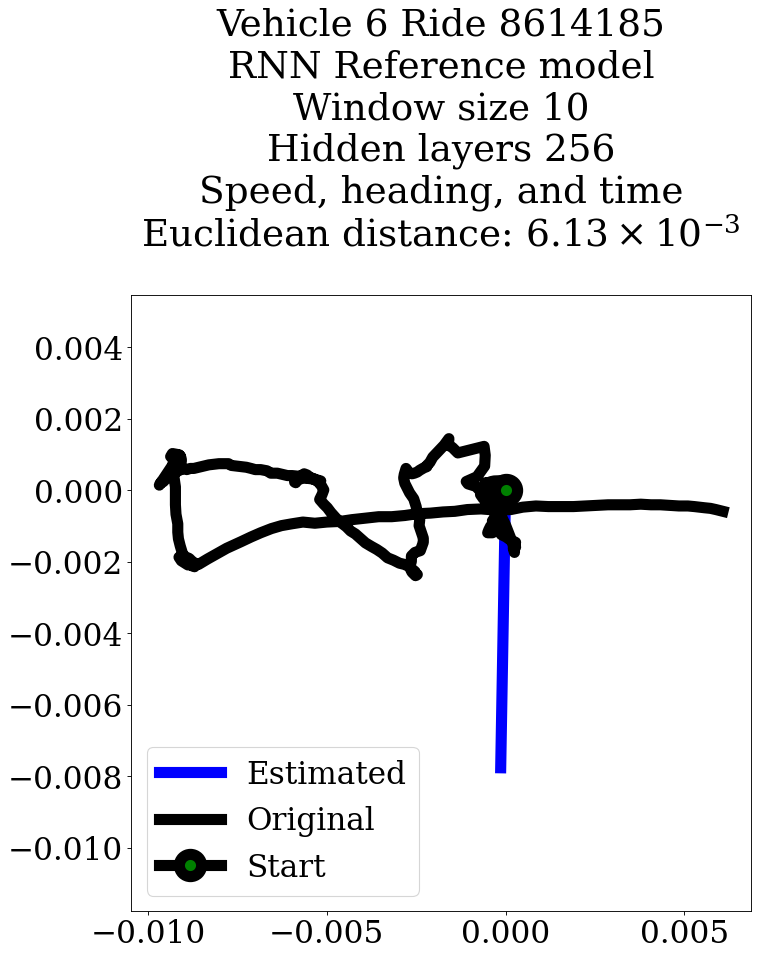 Vehicle 6 Ride 8614185
RNN Reference model
Window size 10
Hidden layers 256
Speed, heading, and time
Euclidean distance: 6.13 × 10⁻³
0.004
0.002
0.000
−0.002
−0.004
−0.006
−0.008
−0.010
Estimated
Original
Start
−0.010 −0.005 0.000 0.005